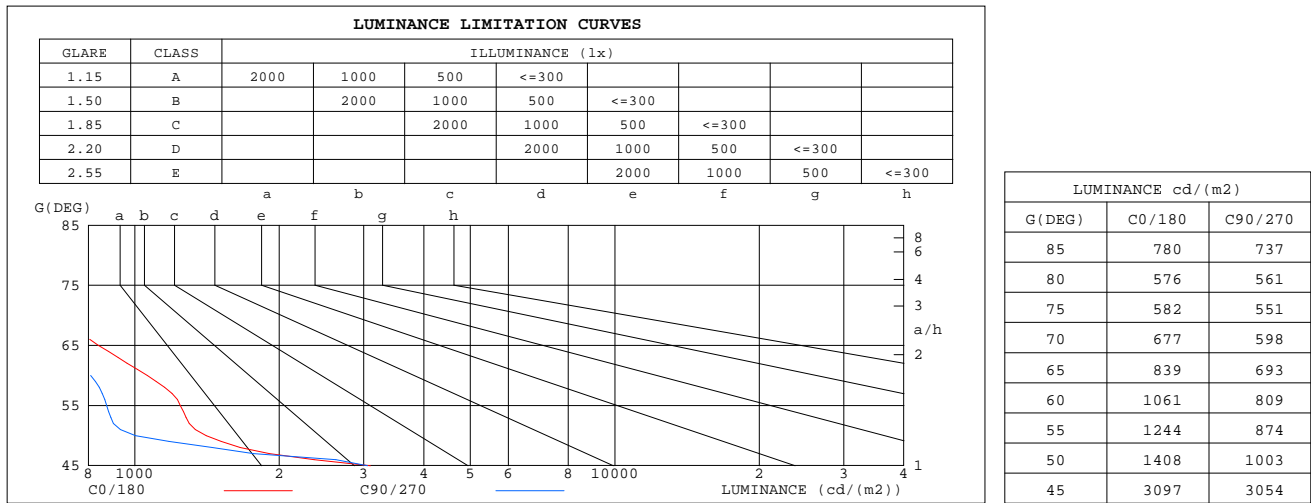 LUMINANCE LIMITATION CURVES
GLARE CLASS ILLUMINANCE (lx)
1.15 A 2000 1000 500 <=300
1.50 B 2000 1000 500 <=300
1.85 C 2000 1000 500 <=300
2.20 D 2000 1000 500 <=300
2.55 E 2000 1000 500 <=300
a b c d e f g h
G(DEG)
a b c d e f g h
85
75
65
55
45
8 6
4
3
a/h
2
1
8 1000 2 3 4 5 6 8 10000 2 3 4
C0/180 C90/270 LUMINANCE (cd/(m2))
LUMINANCE cd/(m2)
G(DEG) C0/180 C90/270
85 780 737
80 576 561
75 582 551
70 677 598
65 839 693
60 1061 809
55 1244 874
50 1408 1003
45 3097 3054